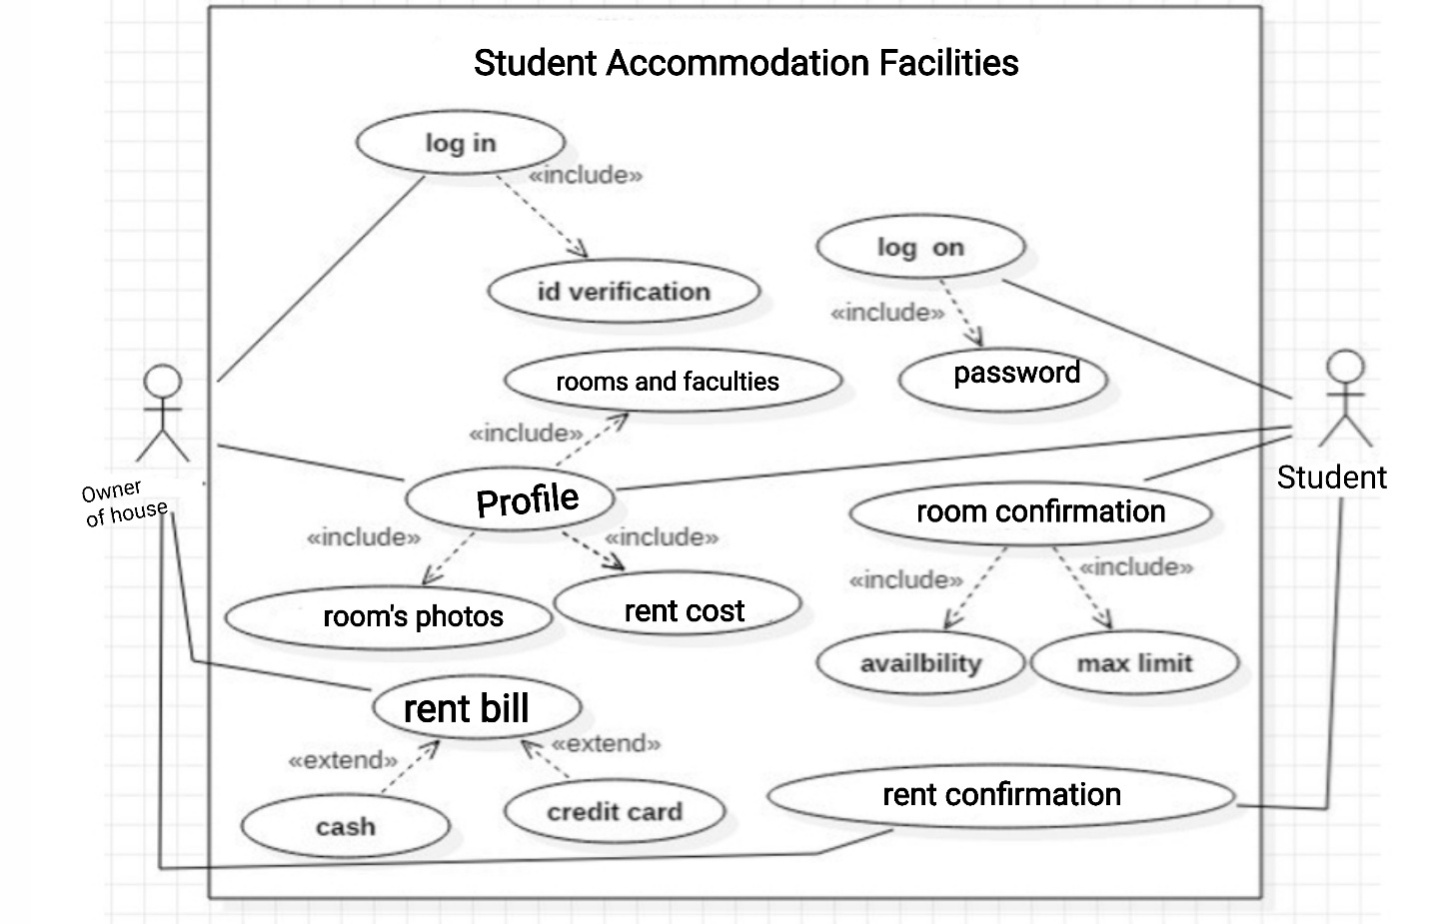 Student Accommodation Facilities
log in
«include»
id verification
log on
«include»
password
rooms and faculties
«include»
Profile
«include»
«include»
room's photos
rent cost
Owner
of house
Student
room confirmation
«include»
«include»
availbility
max limit
rent bill
«extend»
«extend»
cash
credit card
rent confirmation